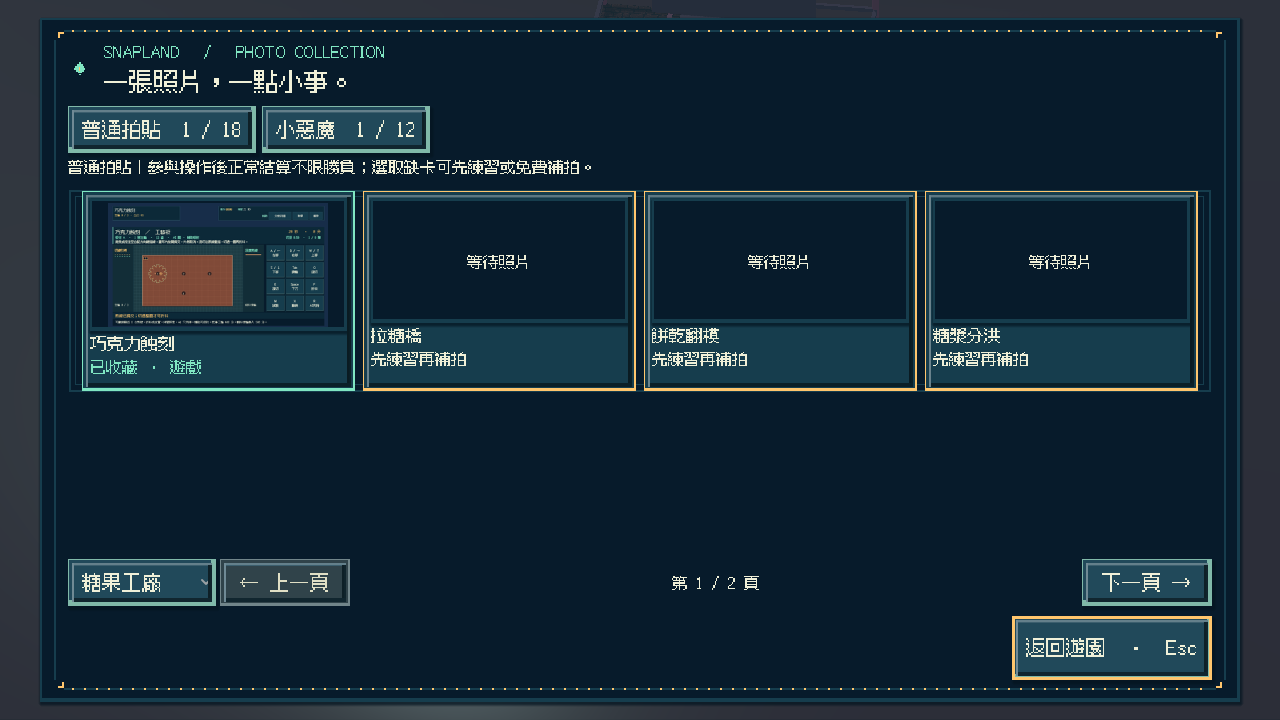 SNAPLAND / PHOTO COLLECTION
一張照片，一點小事。
普通拍貼 1 / 18 小惡魔 1 / 12
普通拍貼｜參與操作後正常結算不限勝負；選取缺卡可先練習或免費補拍。
等待照片 等待照片 等待照片
巧克力蝕刻 拉糖橋 餅乾翻模 糖漿分洪
已收藏 · 遊戲 先練習再補拍 先練習再補拍 先練習再補拍
糖果工廠 ← 上一頁 第 1 / 2 頁 下一頁 →
返回遊園 · Esc